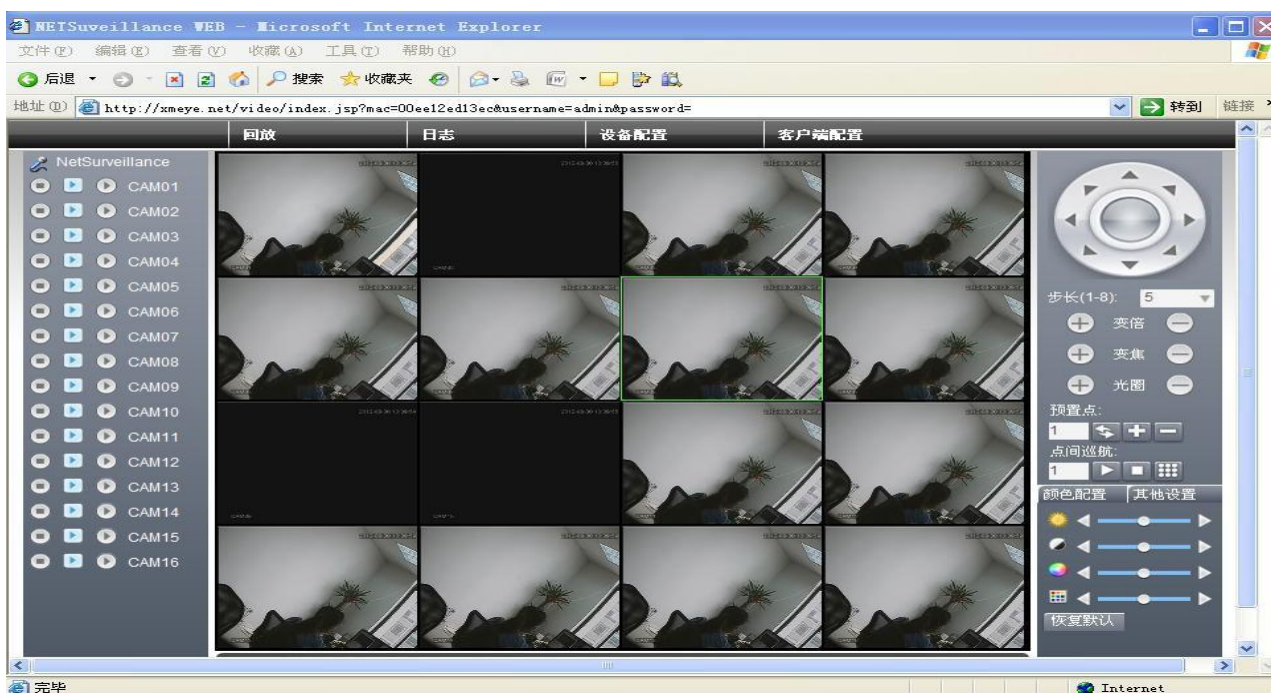 NETSuveillance WEB - Microsoft Internet Explorer
文件(F) 编辑(E) 查看(V) 收藏(A) 工具(T) 帮助(H)
后退 搜索 收藏夹
地址(D) http://xmeye.net/video/index.jsp?mac=00ee12ed13ec&username=admin&password= 转到 链接
回放 日志 设备配置 客户端配置
NetSurveillance
CAM01
CAM02
CAM03
CAM04
CAM05
CAM06
CAM07
CAM08
CAM09
CAM10
CAM11
CAM12
CAM13
CAM14
CAM15
CAM16
步长(1-8): 5
变倍
变焦
光圈
预置点:
1
点间巡航:
1
颜色配置 其他设置
恢复默认
完毕 Internet